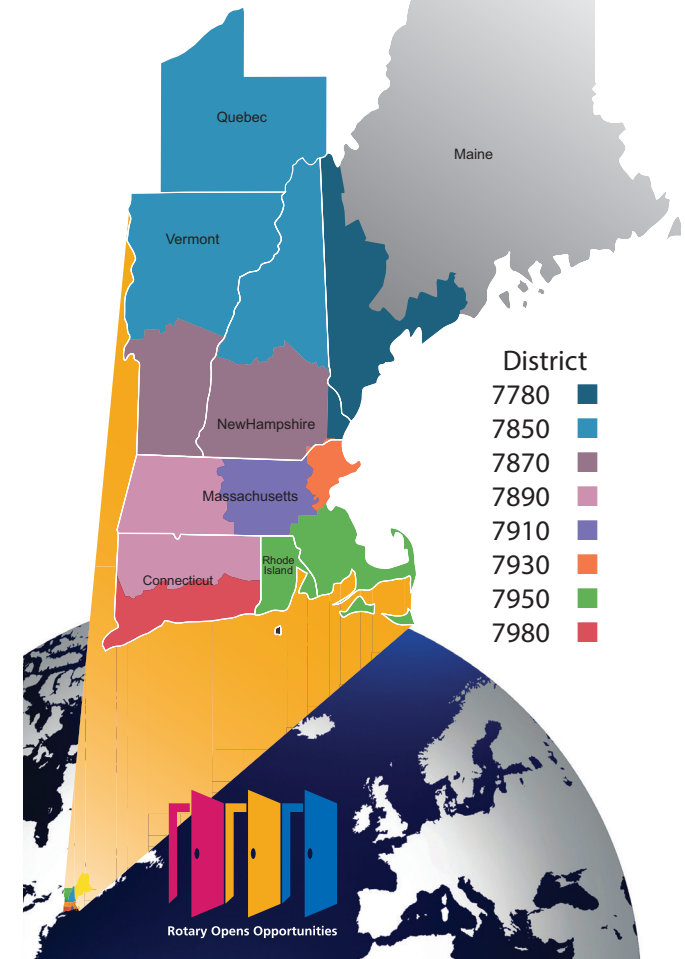 Quebec
Maine
Vermont
District
7780
7850
7870
7890
7910
7930
7950
7980
NewHampshire
Massachusetts
Rhode
Island
Connecticut
Rotary Opens Opportunities